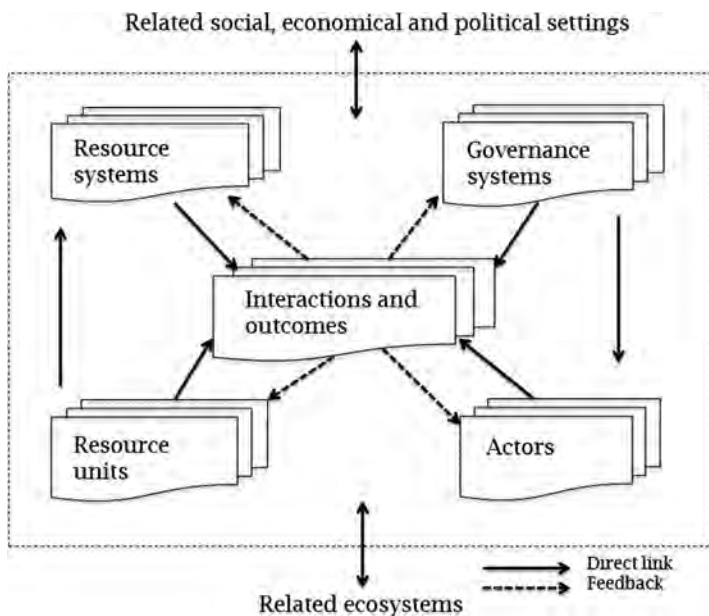 Related social, economical and political settings
Resource
systems
Governance
systems
Interactions and
outcomes
Resource
units
Actors
Direct link
Feedback
Related ecosystems